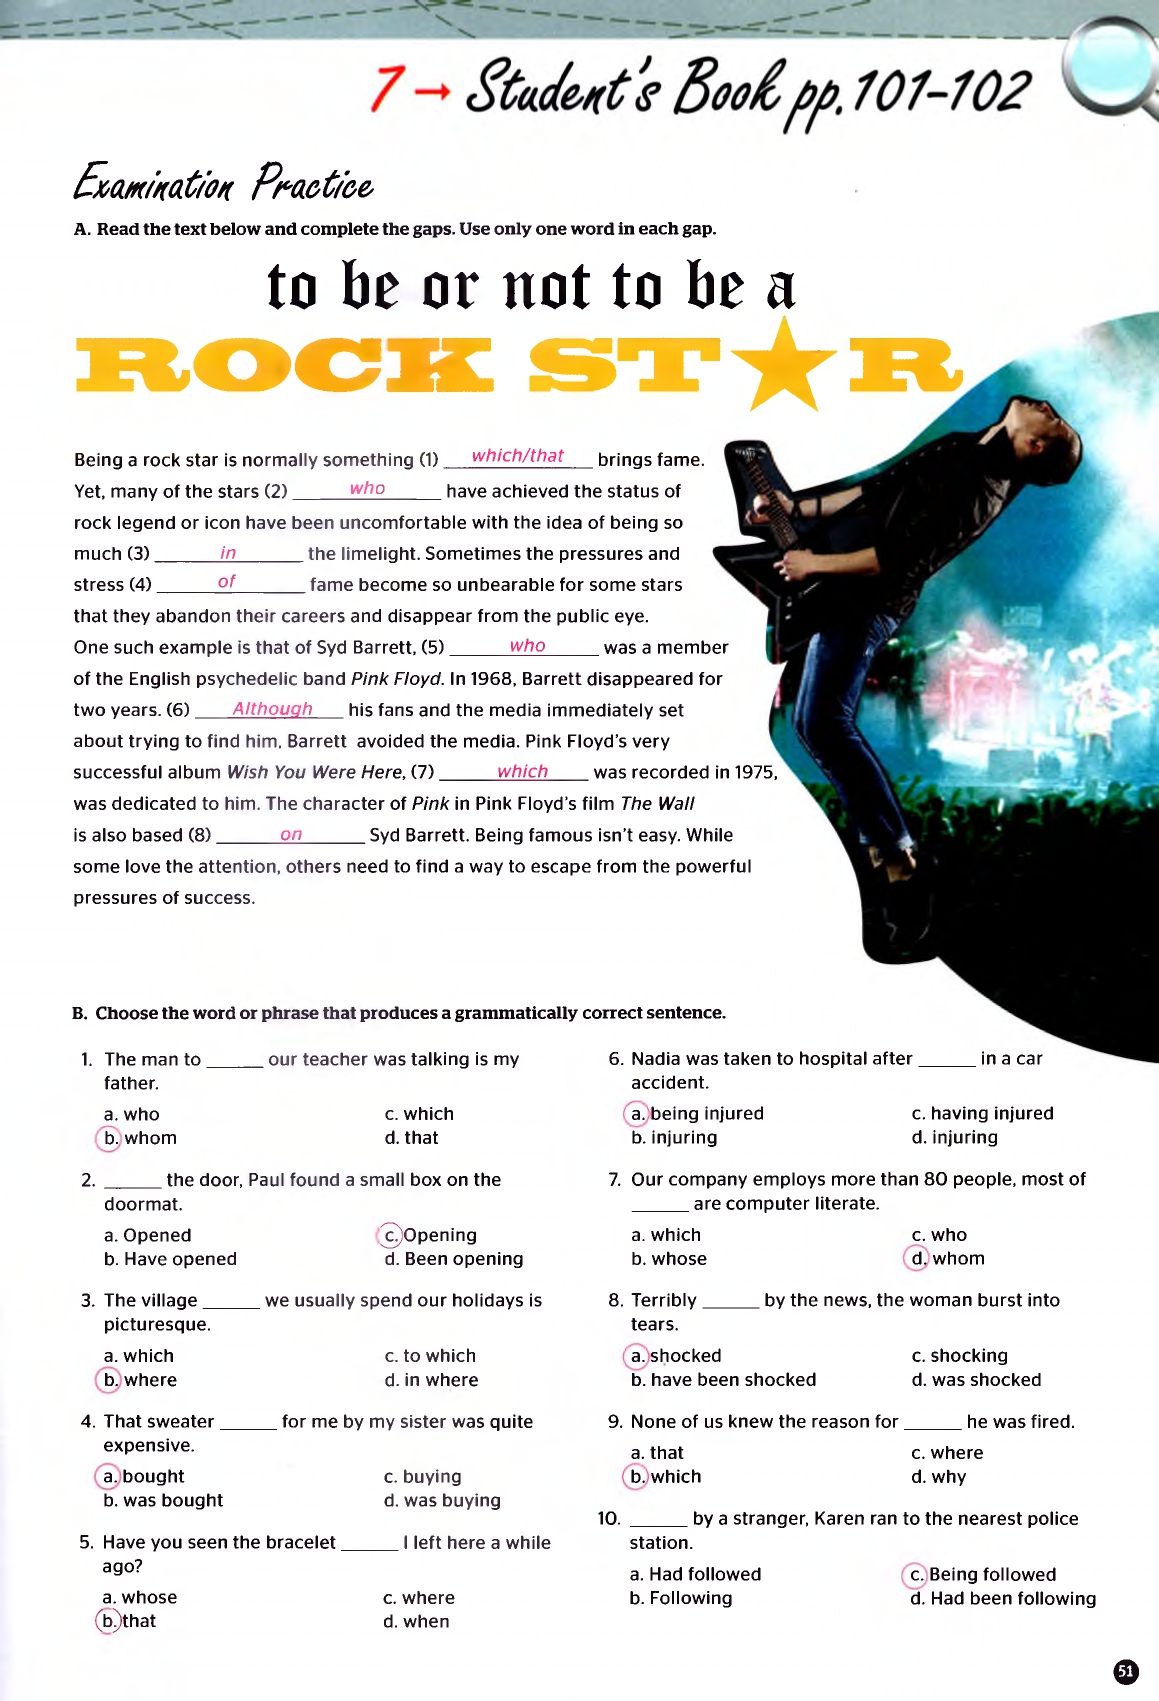 7 → Student's Book pp.101-102
Examination Practice
A. Read the text below and complete the gaps. Use only one word in each gap.
to be or not to be a
ROCK ST★R
Being a rock star is normally something (1) which/that brings fame.
Yet, many of the stars (2) who have achieved the status of
rock legend or icon have been uncomfortable with the idea of being so
much (3) in the limelight. Sometimes the pressures and
stress (4) of fame become so unbearable for some stars
that they abandon their careers and disappear from the public eye.
One such example is that of Syd Barrett, (5) who was a member
of the English psychedelic band Pink Floyd. In 1968, Barrett disappeared for
two years. (6) Although his fans and the media immediately set
about trying to find him, Barrett avoided the media. Pink Floyd's very
successful album Wish You Were Here, (7) which was recorded in 1975,
was dedicated to him. The character of Pink in Pink Floyd's film The Wall
is also based (8) on Syd Barrett. Being famous isn't easy. While
some love the attention, others need to find a way to escape from the powerful
pressures of success.
B. Choose the word or phrase that produces a grammatically correct sentence.
1. The man to ______ our teacher was talking is my
father.
a. who c. which
b. whom d. that
2. ______ the door, Paul found a small box on the
doormat.
a. Opened c. Opening
b. Have opened d. Been opening
3. The village ______ we usually spend our holidays is
picturesque.
a. which c. to which
b. where d. in where
4. That sweater ______ for me by my sister was quite
expensive.
a. bought c. buying
b. was bought d. was buying
5. Have you seen the bracelet ______ I left here a while
ago?
a. whose c. where
b. that d. when
6. Nadia was taken to hospital after ______ in a car
accident.
a. being injured c. having injured
b. injuring d. injuring
7. Our company employs more than 80 people, most of
______ are computer literate.
a. which c. who
b. whose d. whom
8. Terribly ______ by the news, the woman burst into
tears.
a. shocked c. shocking
b. have been shocked d. was shocked
9. None of us knew the reason for ______ he was fired.
a. that c. where
b. which d. why
10. ______ by a stranger, Karen ran to the nearest police
station.
a. Had followed c. Being followed
b. Following d. Had been following
51